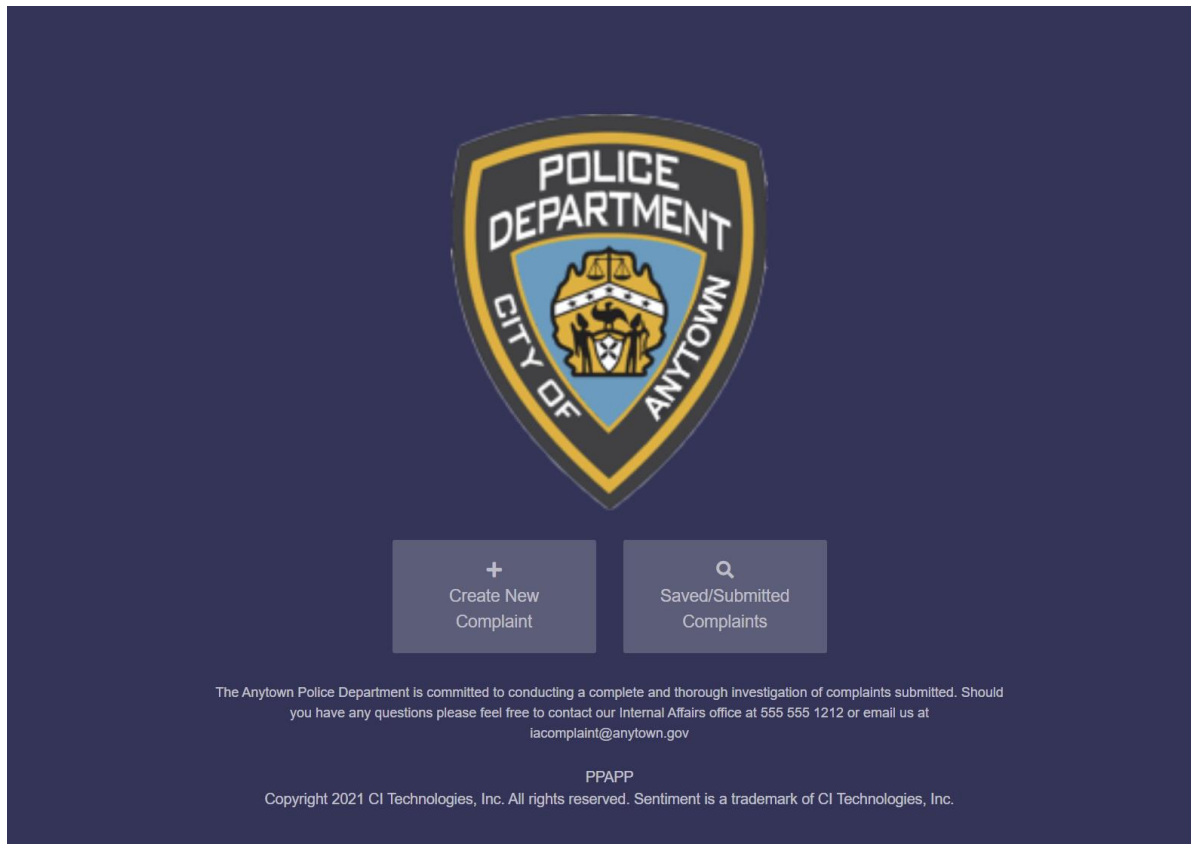 POLICE
DEPARTMENT
CITY OF
ANYTOWN
Create New
Complaint
Saved/Submitted
Complaints
The Anytown Police Department is committed to conducting a complete and thorough investigation of complaints submitted. Should
you have any questions please feel free to contact our Internal Affairs office at 555 555 1212 or email us at
iacomplaint@anytown.gov
PPAPP
Copyright 2021 CI Technologies, Inc. All rights reserved. Sentiment is a trademark of CI Technologies, Inc.